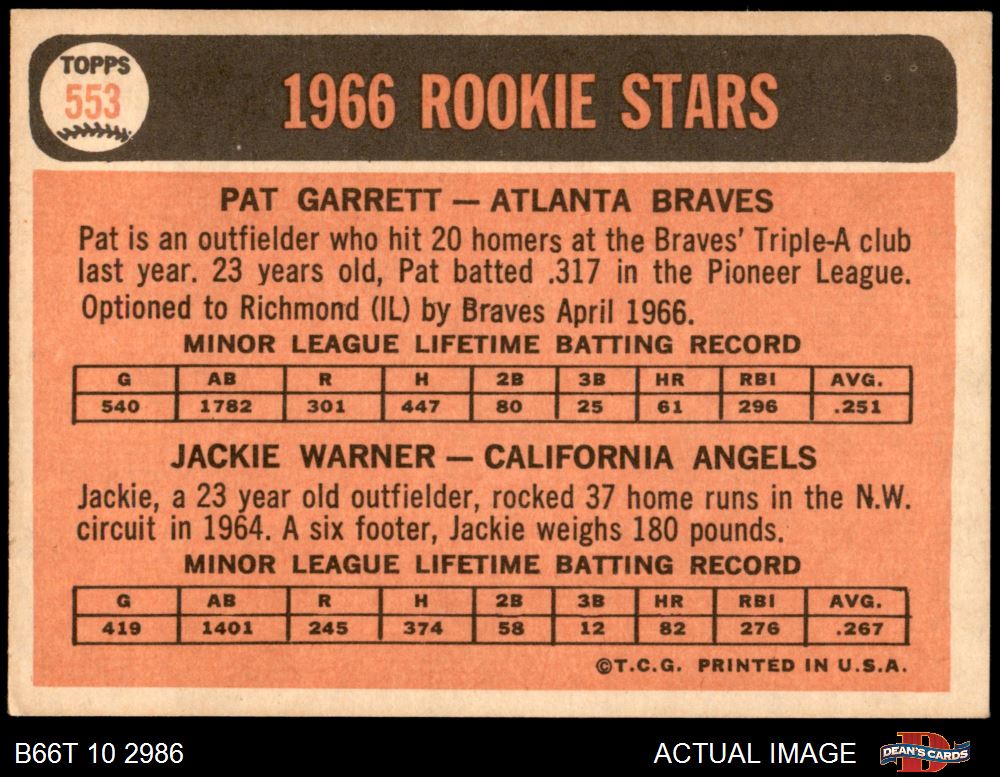 TOPPS
553
1966 ROOKIE STARS
PAT GARRETT — ATLANTA BRAVES
Pat is an outfielder who hit 20 homers at the Braves' Triple-A club
last year. 23 years old, Pat batted .317 in the Pioneer League.
Optioned to Richmond (IL) by Braves April 1966.
MINOR LEAGUE LIFETIME BATTING RECORD
G AB R H 2B 3B HR RBI AVG.
540 1782 301 447 80 25 61 296 .251
JACKIE WARNER — CALIFORNIA ANGELS
Jackie, a 23 year old outfielder, rocked 37 home runs in the N.W.
circuit in 1964. A six footer, Jackie weighs 180 pounds.
MINOR LEAGUE LIFETIME BATTING RECORD
G AB R H 2B 3B HR RBI AVG.
419 1401 245 374 58 12 82 276 .267
©T.C.G. PRINTED IN U.S.A.
B66T 10 2986 ACTUAL IMAGE D DEAN'S CARDS